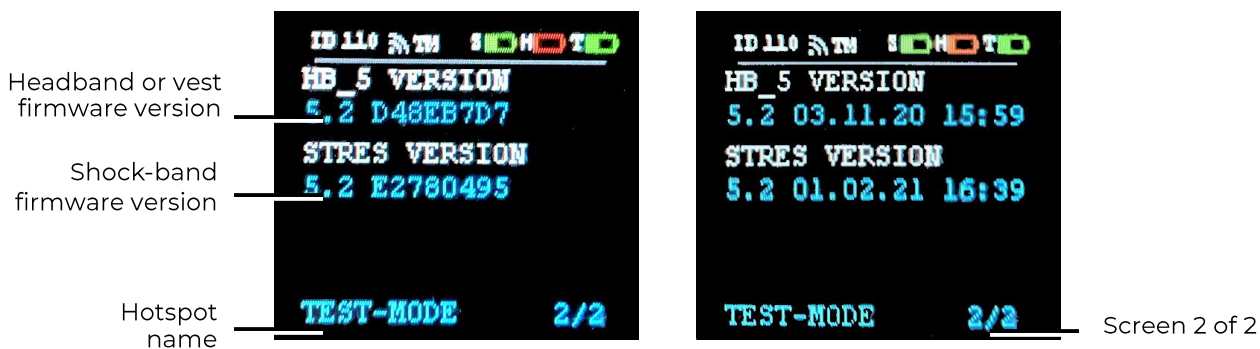 Headband or vest
firmware version
Shock-band
firmware version
Hotspot
name
ID 110 TM S H T
HB_5 VERSION
5.2 D48EB7D7
STRES VERSION
5.2 E2780495
TEST-MODE 2/2
ID 110 TM S H T
HB_5 VERSION
5.2 03.11.20 15:59
STRES VERSION
5.2 01.02.21 16:39
TEST-MODE 2/2
Screen 2 of 2